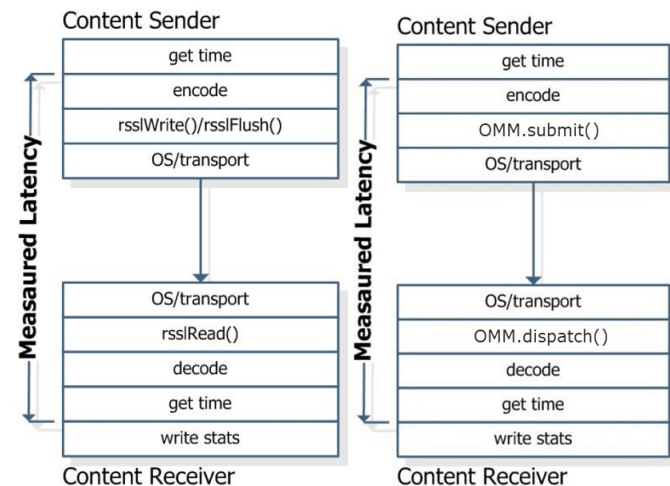 Content Sender
get time
encode
rsslWrite()/rsslFlush()
OS/transport
Measaured Latency
OS/transport
rsslRead()
decode
get time
write stats
Content Receiver
Content Sender
get time
encode
OMM.submit()
OS/transport
Measaured Latency
OS/transport
OMM.dispatch()
decode
get time
write stats
Content Receiver